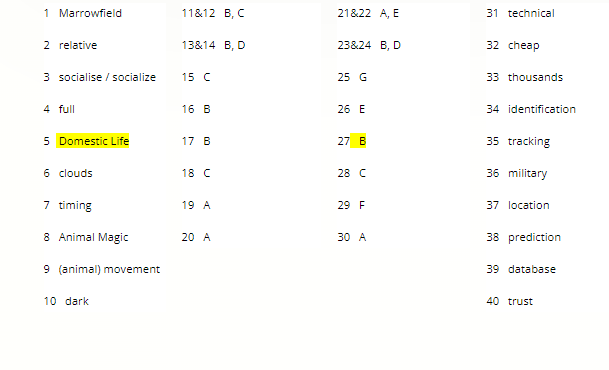 1 Marrowfield
2 relative
3 socialise / socialize
4 full
5 Domestic Life
6 clouds
7 timing
8 Animal Magic
9 (animal) movement
10 dark
11&12 B, C
13&14 B, D
15 C
16 B
17 B
18 C
19 A
20 A
21&22 A, E
23&24 B, D
25 G
26 E
27 B
28 C
29 F
30 A
31 technical
32 cheap
33 thousands
34 identification
35 tracking
36 military
37 location
38 prediction
39 database
40 trust